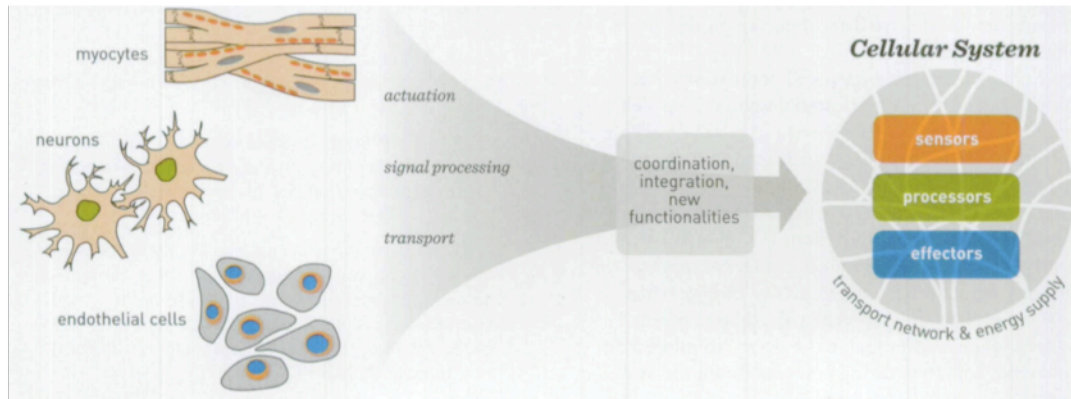 myocytes
neurons
endothelial cells
actuation
signal processing
transport
coordination,
integration,
new
functionalities
Cellular System
sensors
processors
effectors
transport network & energy supply